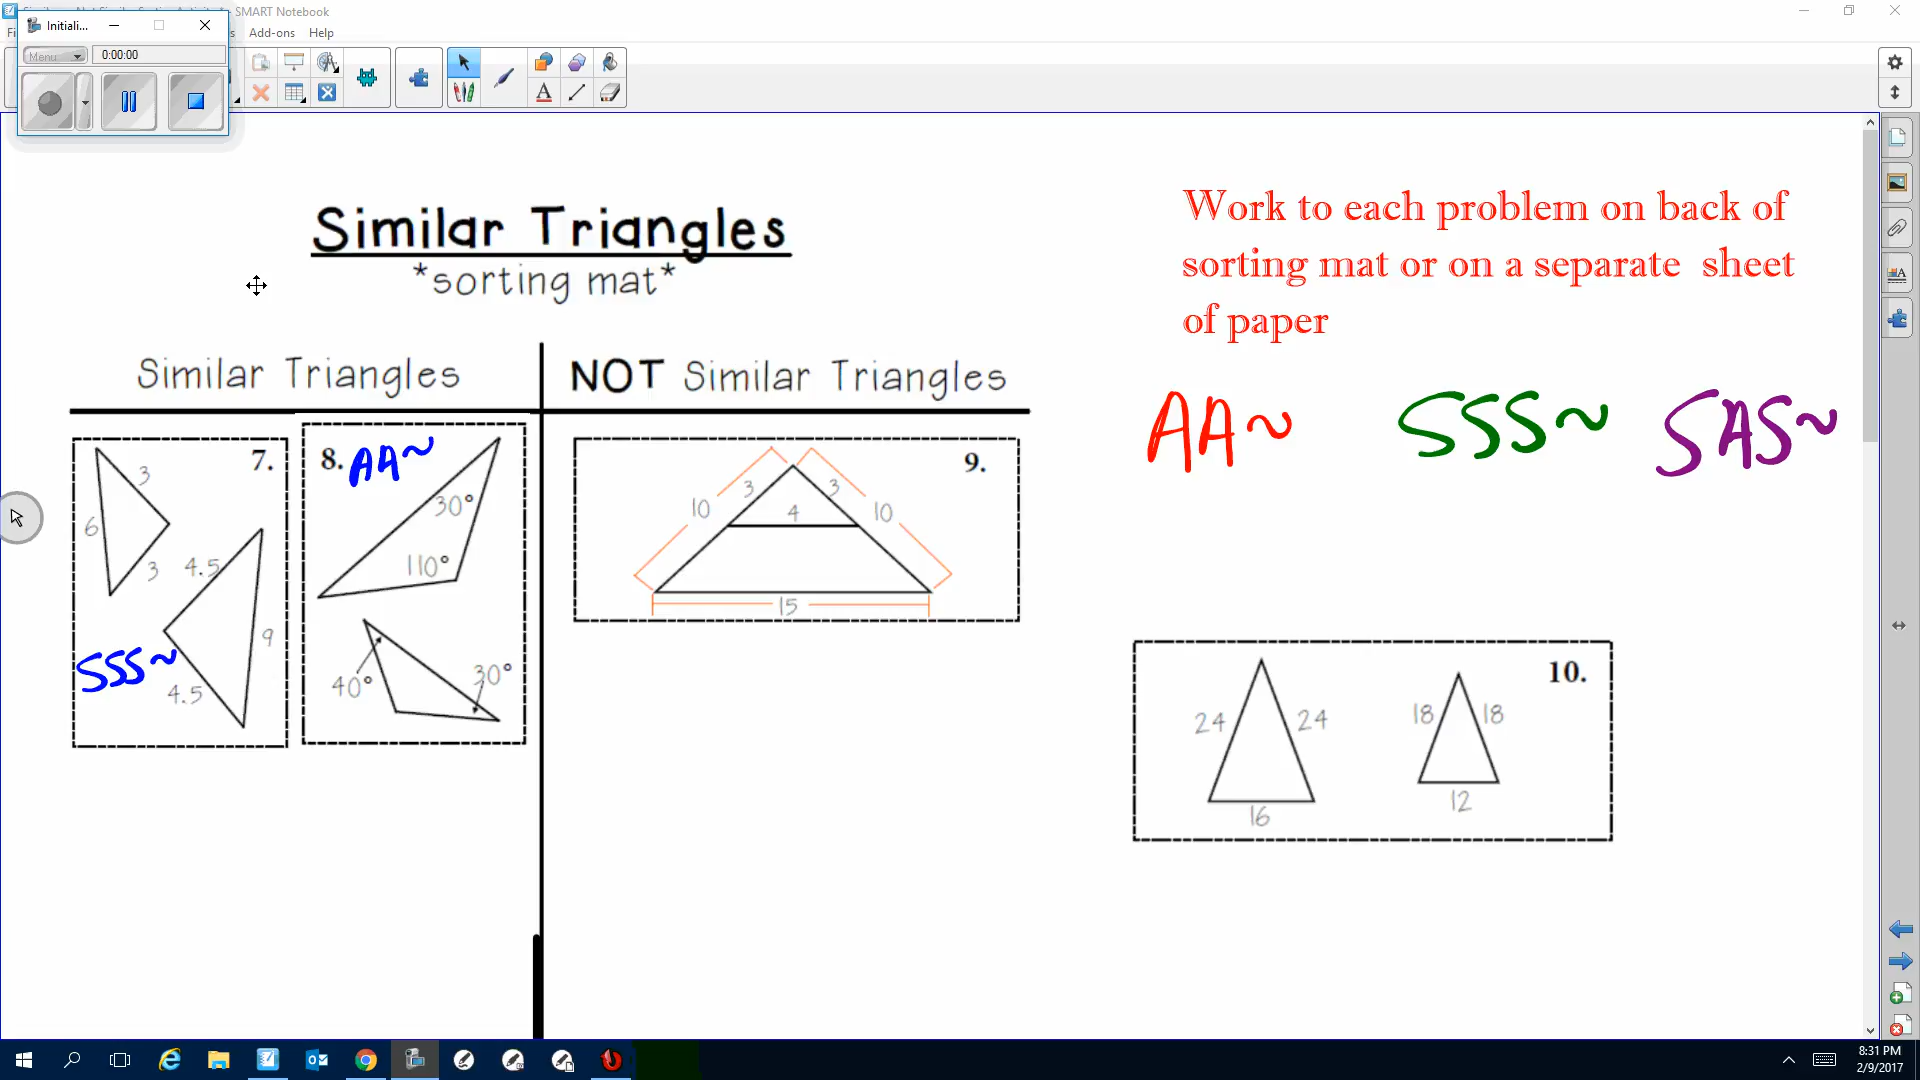 SMART Notebook
Initiali...
Add-ons Help
Menu 0:00:00
Similar Triangles
*sorting mat*
Similar Triangles
NOT Similar Triangles
7.
3
6
3
4.5
9
4.5
SSS~
8.
AA~
30°
110°
40°
30°
9.
3
3
10
4
10
15
Work to each problem on back of
sorting mat or on a separate sheet
of paper
AA~ SSS~ SAS~
10.
24 24
16
18 18
12
8:31 PM
2/9/2017